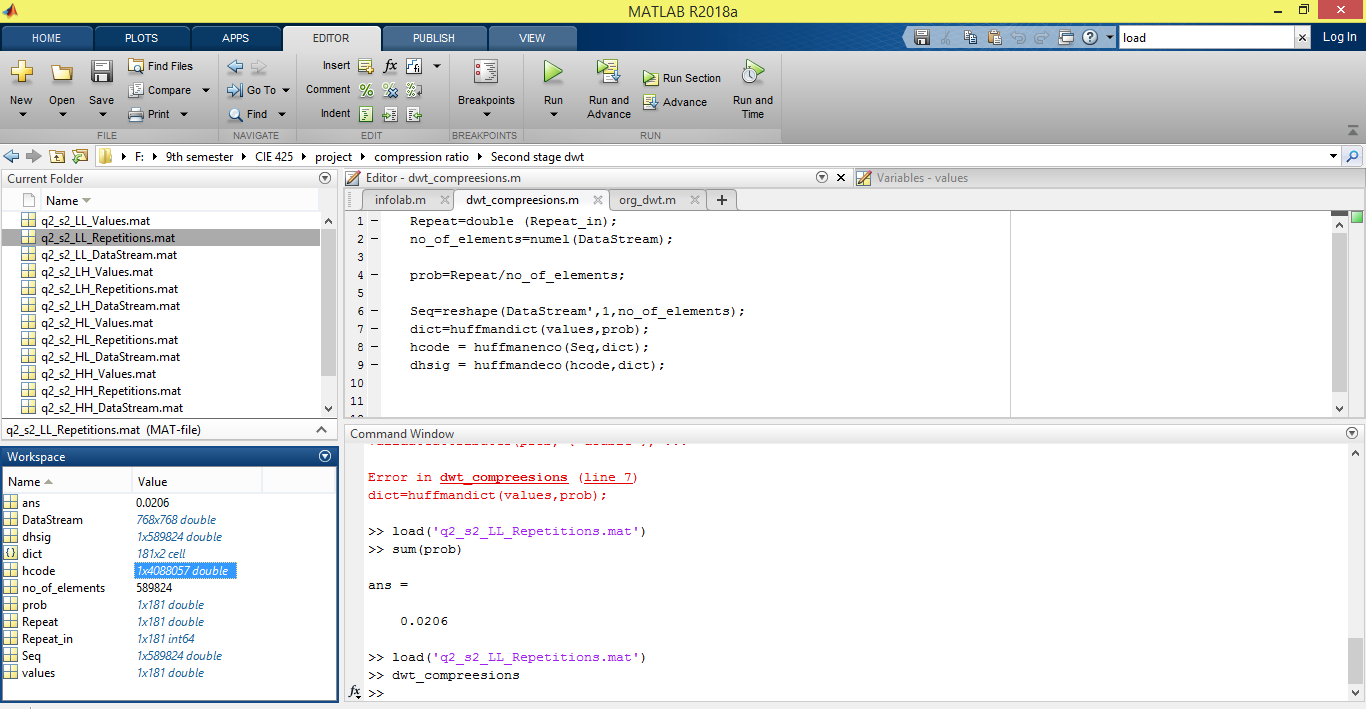 MATLAB R2018a
HOME PLOTS APPS EDITOR PUBLISH VIEW load Log In
New Open Save Find Files Compare Print
Go To Find
Insert fx
Comment
Indent
Breakpoints
Run Run and Advance Run Section Advance Run and Time
FILE NAVIGATE EDIT BREAKPOINTS RUN
F: 9th semester CIE 425 project compression ratio Second stage dwt
Current Folder
Name
q2_s2_LL_Values.mat
q2_s2_LL_Repetitions.mat
q2_s2_LL_DataStream.mat
q2_s2_LH_Values.mat
q2_s2_LH_Repetitions.mat
q2_s2_LH_DataStream.mat
q2_s2_HL_Values.mat
q2_s2_HL_Repetitions.mat
q2_s2_HL_DataStream.mat
q2_s2_HH_Values.mat
q2_s2_HH_Repetitions.mat
q2_s2_HH_DataStream.mat
q2_s2_LL_Repetitions.mat (MAT-file)
Workspace
Name Value
ans 0.0206
DataStream 768x768 double
dhsig 1x589824 double
dict 181x2 cell
hcode 1x4088057 double
no_of_elements 589824
prob 1x181 double
Repeat 1x181 double
Repeat_in 1x181 int64
Seq 1x589824 double
values 1x181 double
Editor - dwt_compreesions.m
Variables - values
infolab.m dwt_compreesions.m org_dwt.m
1 Repeat=double (Repeat_in);
2 no_of_elements=numel(DataStream);
3
4 prob=Repeat/no_of_elements;
5
6 Seq=reshape(DataStream',1,no_of_elements);
7 dict=huffmandict(values,prob);
8 hcode = huffmanenco(Seq,dict);
9 dhsig = huffmandeco(hcode,dict);
10
11
Command Window
Error in dwt_compreesions (line 7)
dict=huffmandict(values,prob);
>> load('q2_s2_LL_Repetitions.mat')
>> sum(prob)
ans =
0.0206
>> load('q2_s2_LL_Repetitions.mat')
>> dwt_compreesions
fx >>